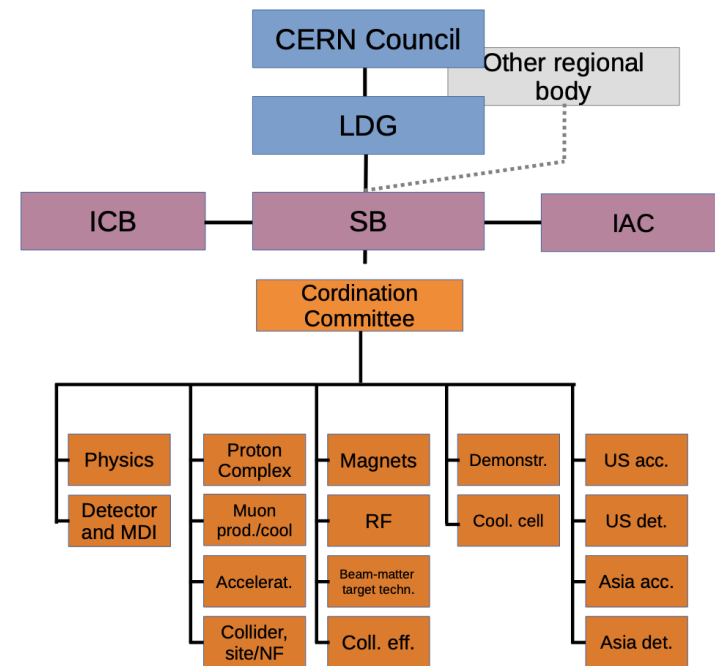 CERN Council
Other regional
body
LDG
ICB
SB
IAC
Cordination
Committee
Physics
Detector
and MDI
Proton
Complex
Muon
prod./cool
Accelerat.
Collider,
site/NF
Magnets
RF
Beam-matter
target techn.
Coll. eff.
Demonstr.
Cool. cell
US acc.
US det.
Asia acc.
Asia det.